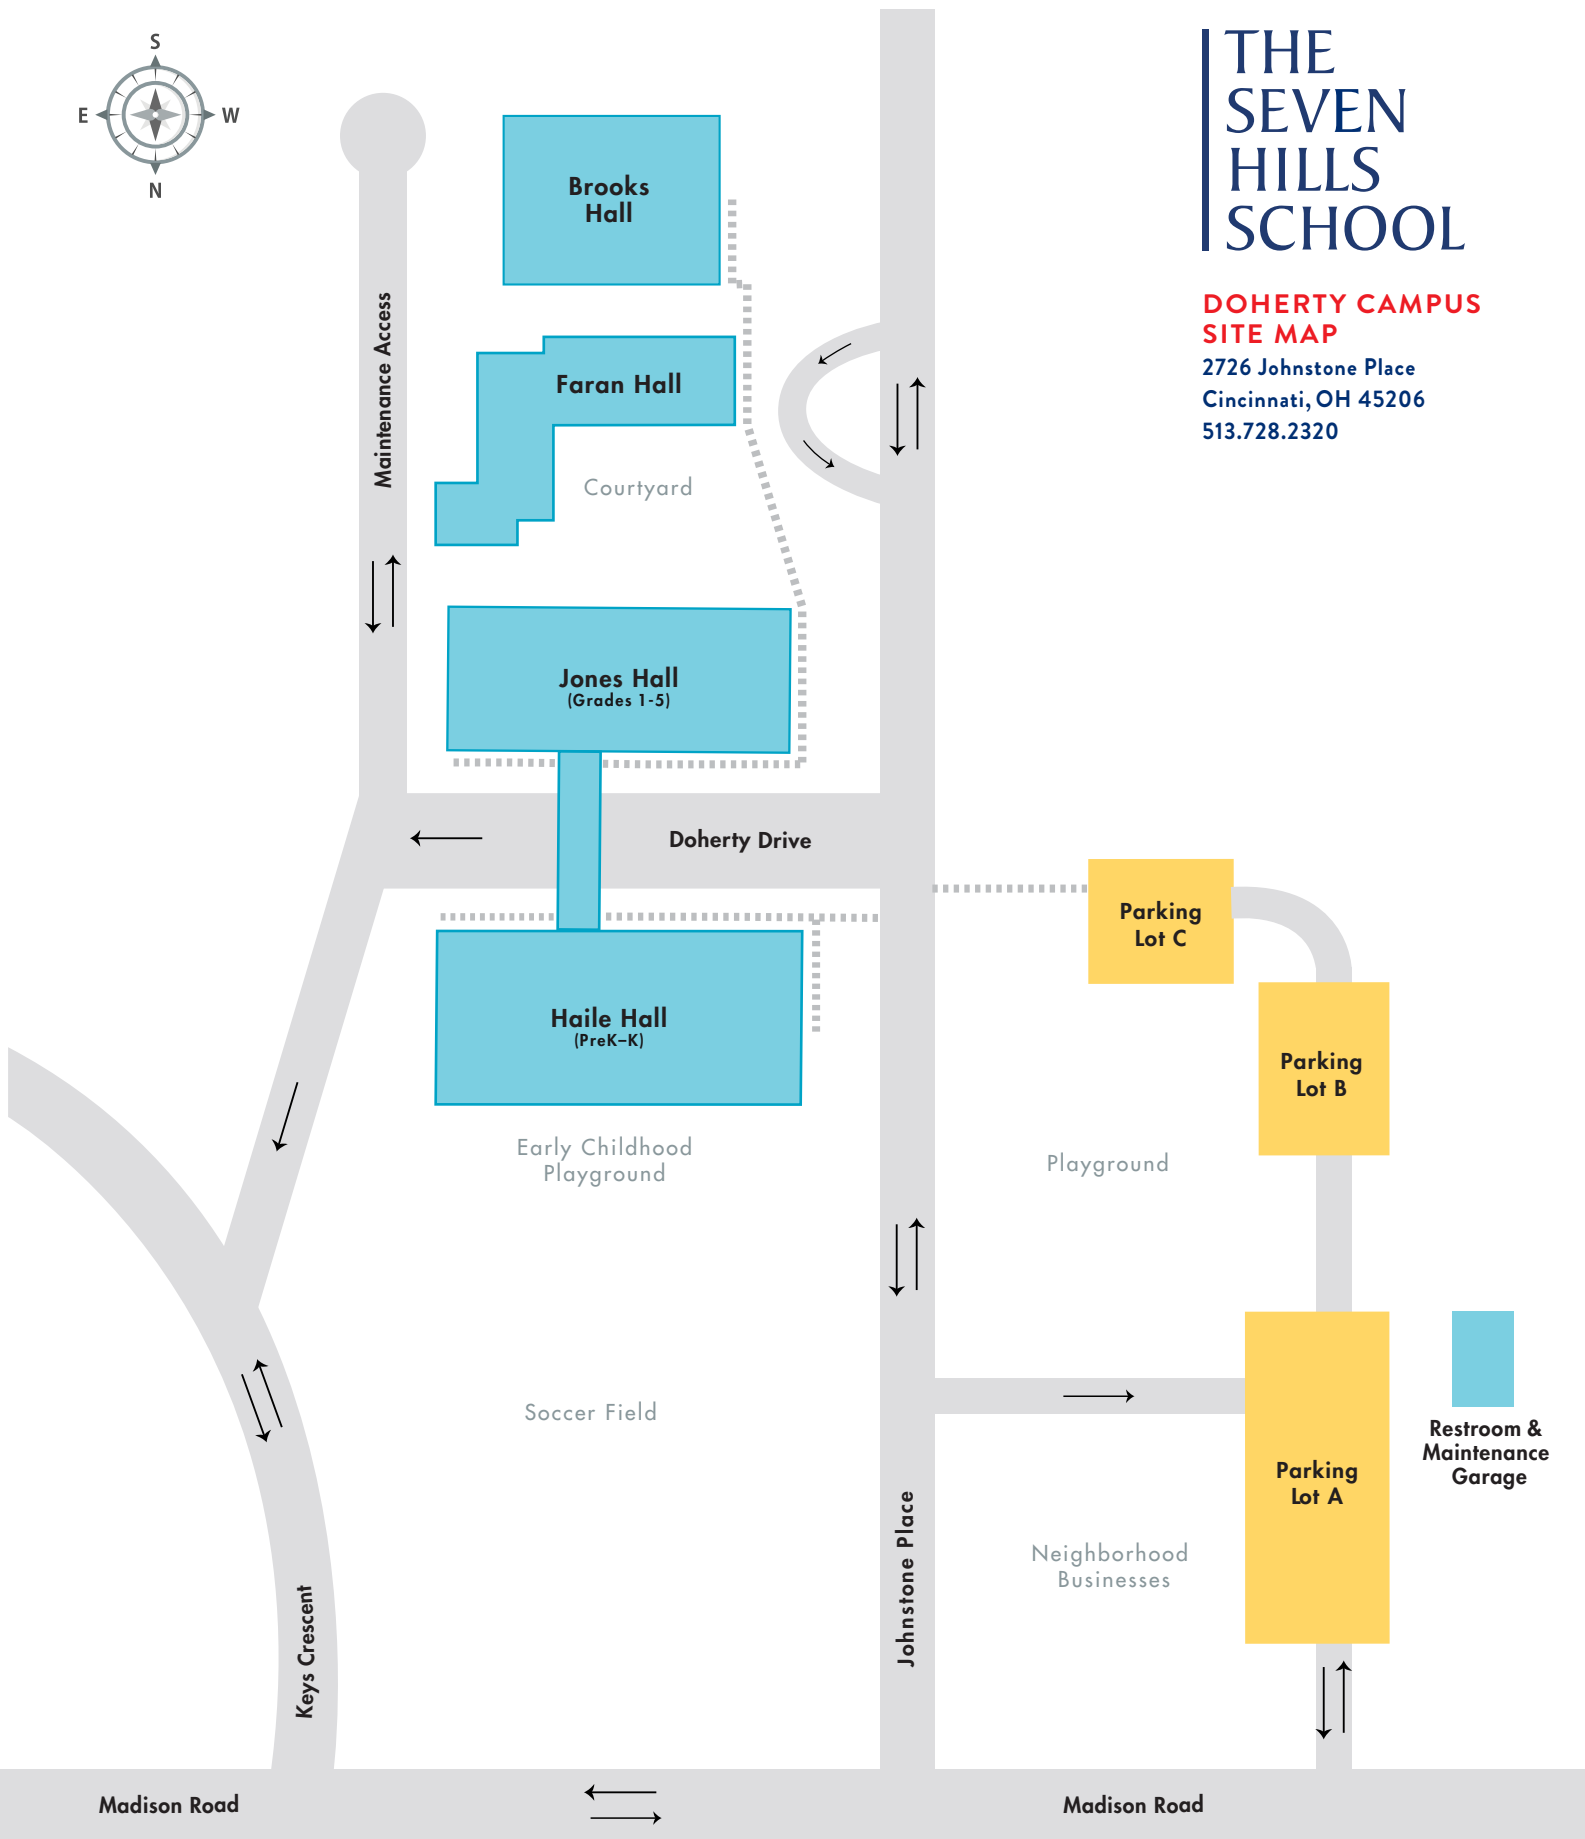 S
E
W
N
THE
SEVEN
HILLS
SCHOOL
DOHERTY CAMPUS
SITE MAP
2726 Johnstone Place
Cincinnati, OH 45206
513.728.2320
Brooks
Hall
Maintenance Access
Faran Hall
Courtyard
Jones Hall
(Grades 1-5)
Doherty Drive
Parking
Lot C
Haile Hall
(PreK–K)
Parking
Lot B
Early Childhood
Playground
Playground
Soccer Field
Restroom &
Maintenance
Garage
Parking
Lot A
Neighborhood
Businesses
Johnstone Place
Keys Crescent
Madison Road
Madison Road